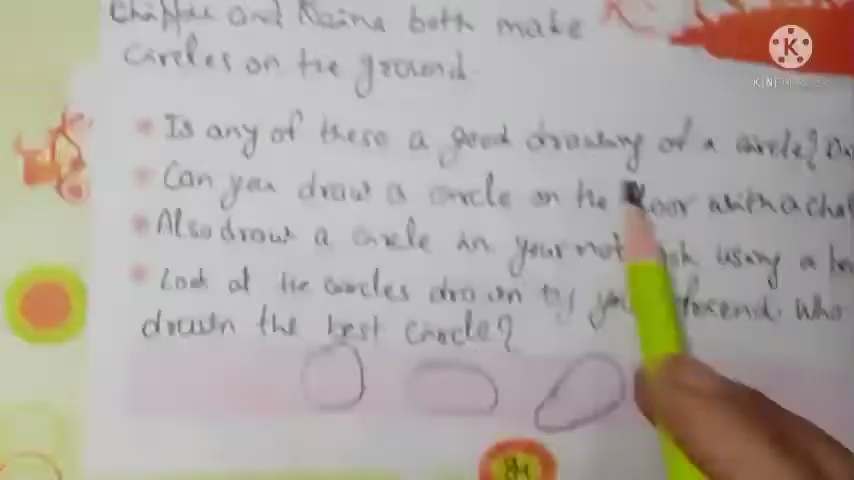 and Raina both make
circles on the ground
K
Is any of these a good drawing of a circle?
Can you draw a circle on the floor with a
Also draw a circle in your using a
Look at the circles drawn by your friend. Who
drawn the best circle?